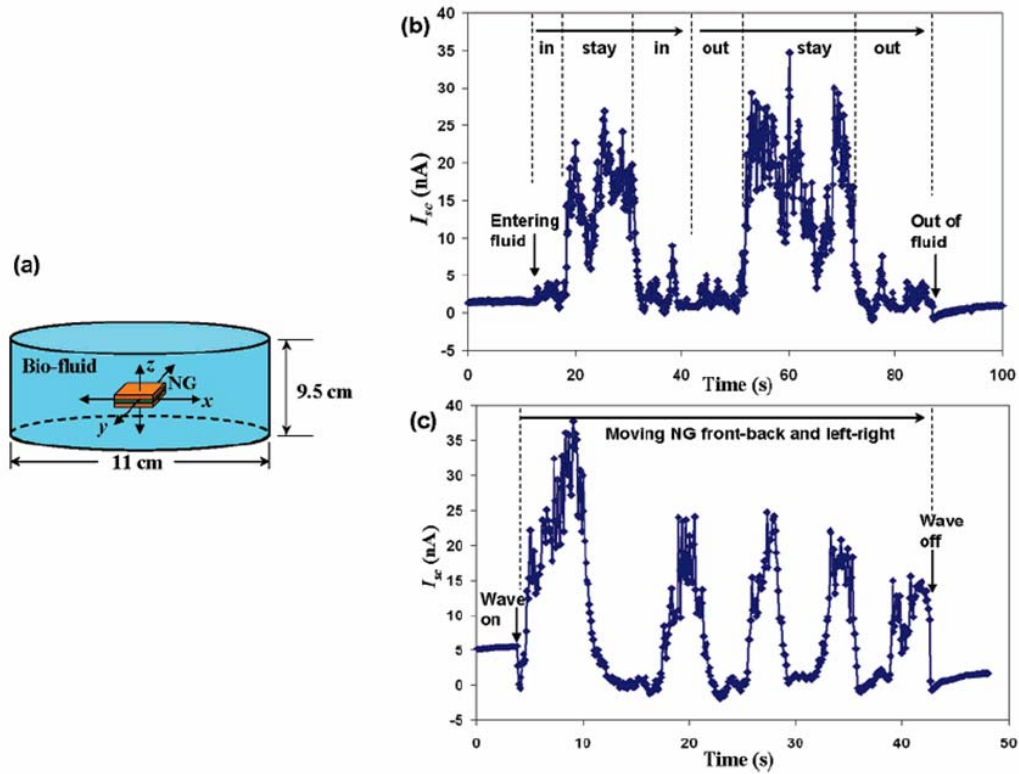 (a)
Bio-fluid
z
NG
x
y
9.5 cm
11 cm
(b)
in stay in out stay out
40
35
30
25
20
15
10
5
0
-5
I_sc (nA)
Entering
fluid
Out of
fluid
0 20 40 60 80 100
Time (s)
(c)
Moving NG front-back and left-right
40
35
30
25
20
15
10
5
0
-5
I_sc (nA)
Wave
on
Wave
off
0 10 20 30 40 50
Time (s)